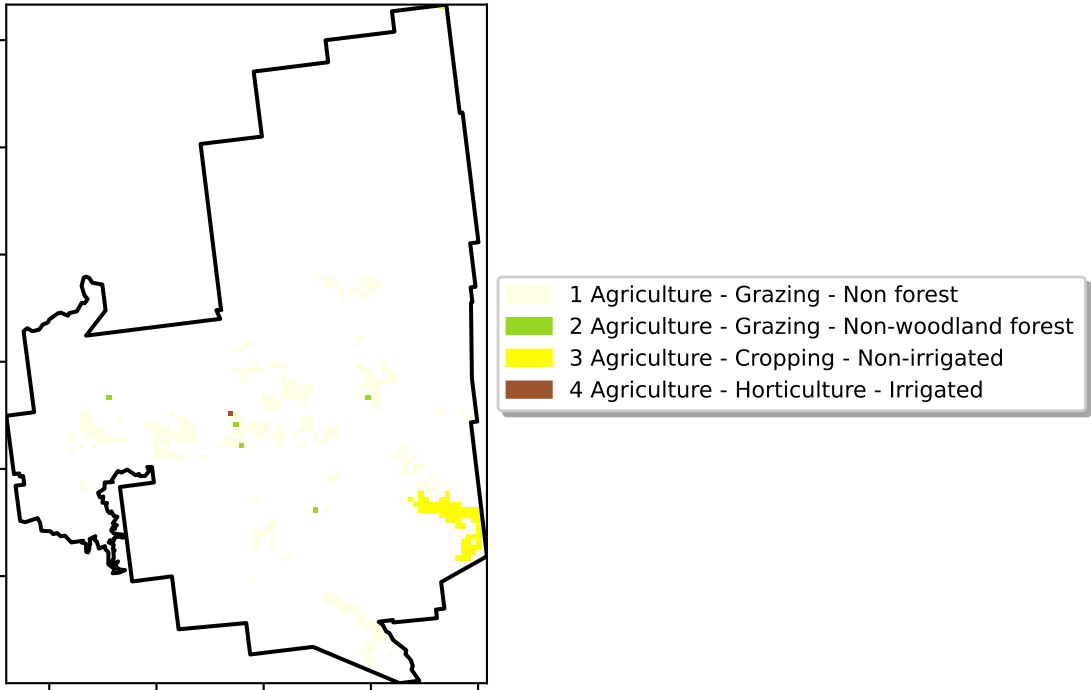 1 Agriculture - Grazing - Non forest
2 Agriculture - Grazing - Non-woodland forest
3 Agriculture - Cropping - Non-irrigated
4 Agriculture - Horticulture - Irrigated